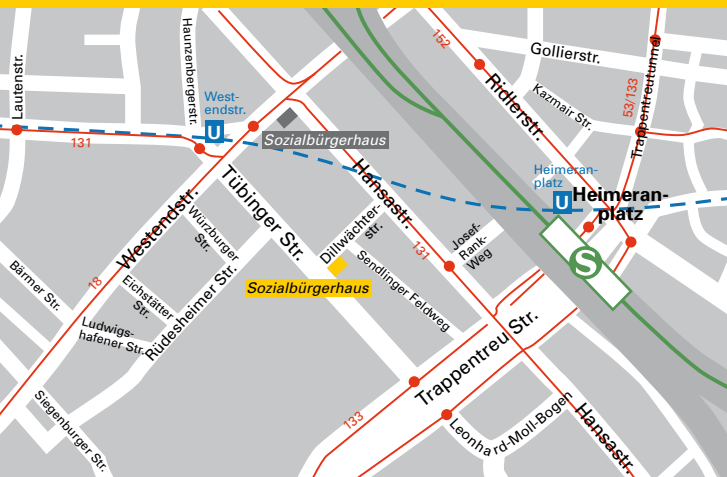 Lautenstr.
Haunzenbergerstr.
West-
endstr.
U
131
Sozialbürgerhaus
152
Gollierstr.
Ridlerstr.
Kazmair Str.
53/133
Trappentreutunnel
Heimeran-
platz
U
Heimeran-
platz
S
Hansastr.
131
Westendstr.
18
Tübinger Str.
Würzburger
Str.
Dillwächter-
str.
Josef-
Rank-
Weg
Sendlinger Feldweg
Sozialbürgerhaus
Bärmer Str.
Eichstätter
Str.
Ludwigs-
hafener Str.
Rüdesheimer Str.
Siegenburger Str.
Trappentreu Str.
133
Leonhard-Moll-Bogen
Hansastr.